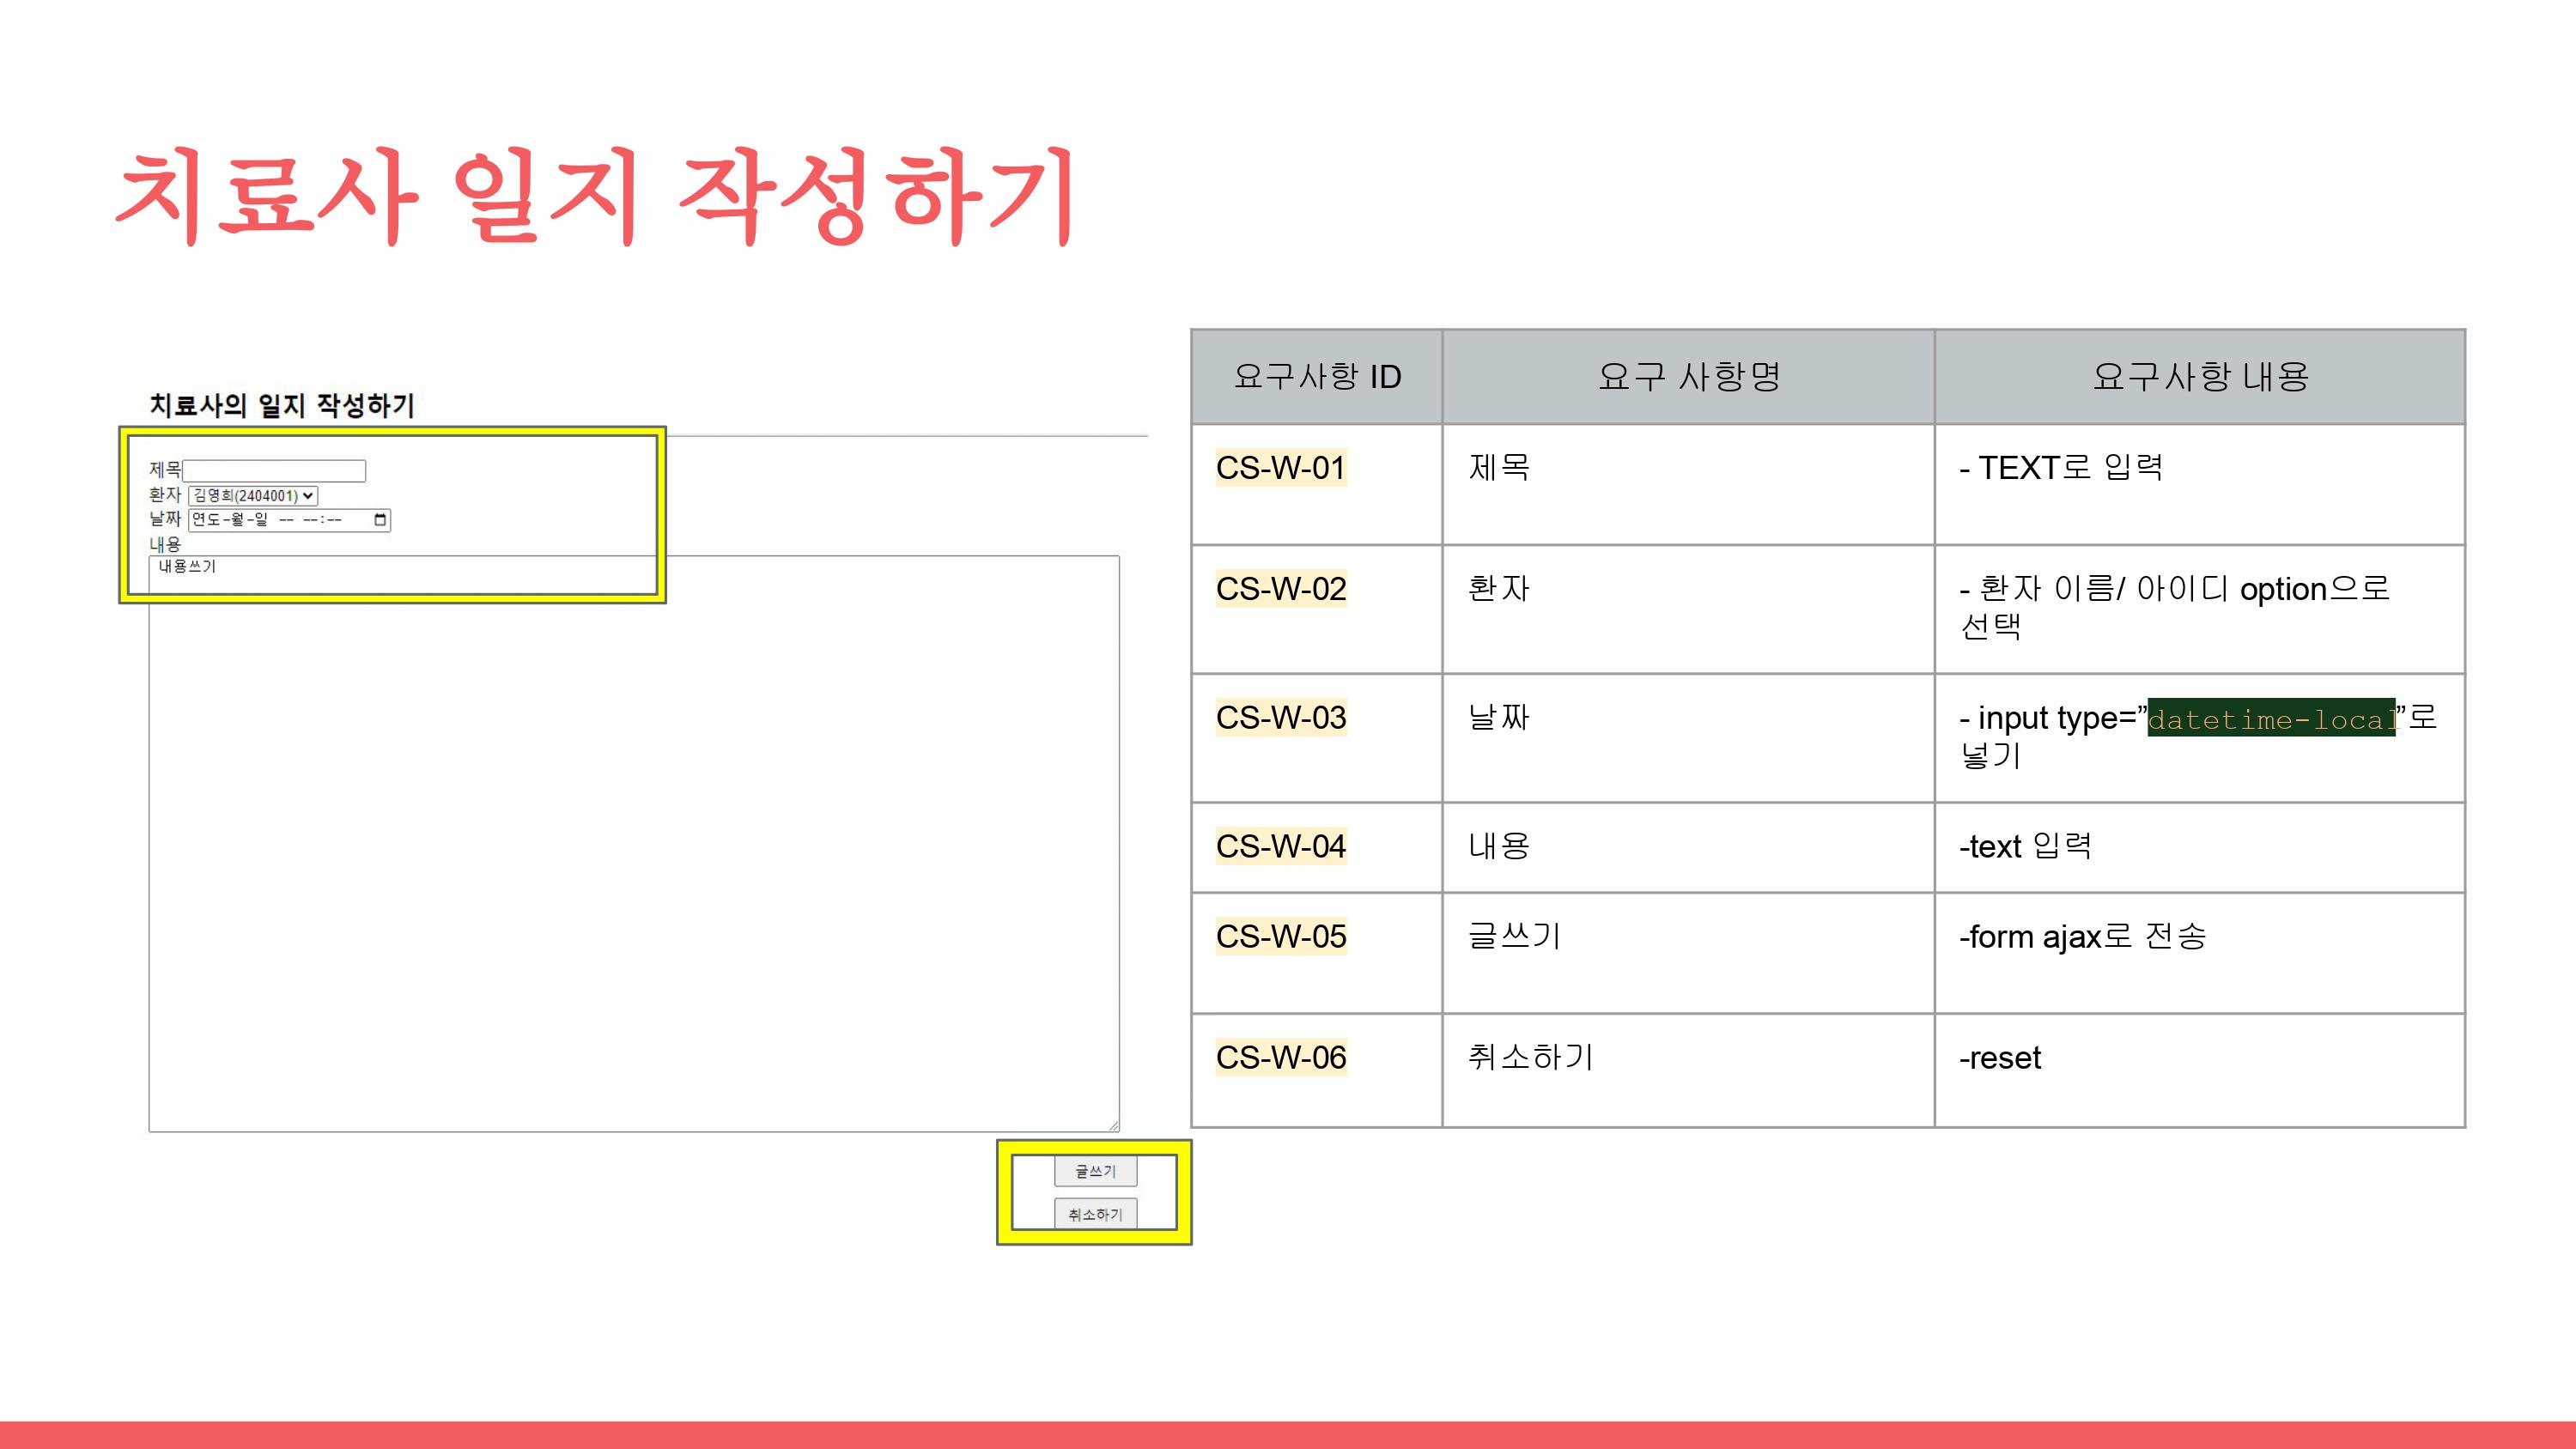 치료사 일지 작성하기
치료사의 일지 작성하기
제목
환자 김영희(2404001)
날짜 연도-월-일 -- --:--
내용
내용쓰기
글쓰기
취소하기
요구사항 ID 요구 사항명 요구사항 내용
CS-W-01 제목 - TEXT로 입력
CS-W-02 환자 - 환자 이름/ 아이디 option으로
선택
CS-W-03 날짜 - input type=”datetime-local”로
넣기
CS-W-04 내용 -text 입력
CS-W-05 글쓰기 -form ajax로 전송
CS-W-06 취소하기 -reset